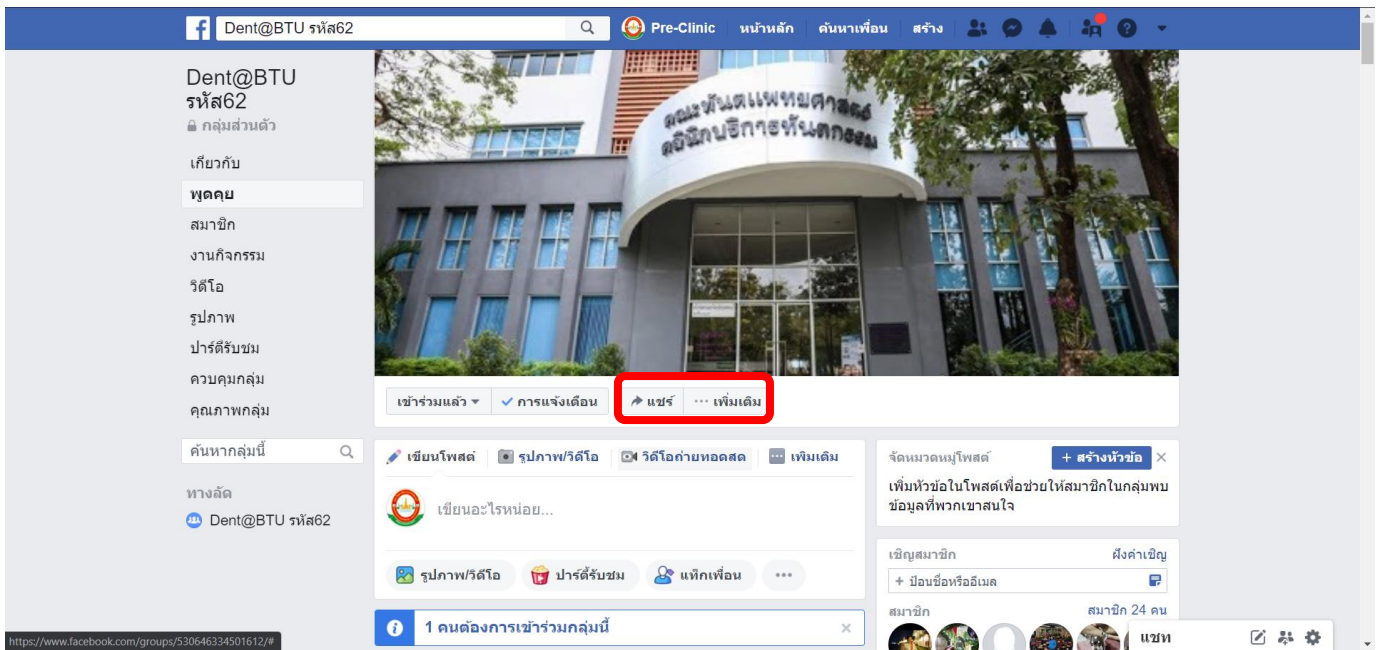 Dent@BTU รหัส62
Pre-Clinic หน้าหลัก ค้นหาเพื่อน สร้าง
Dent@BTU
รหัส62
กลุ่มส่วนตัว
เกี่ยวกับ
พูดคุย
สมาชิก
งานกิจกรรม
วิดีโอ
รูปภาพ
ปาร์ตี้รับชม
ควบคุมกลุ่ม
คุณภาพกลุ่ม
ค้นหากลุ่มนี้
ทางลัด
Dent@BTU รหัส62
คณะทันตแพทยศาสตร์
คลินิกบริการทันตกรรม
เข้าร่วมแล้ว การแจ้งเตือน แชร์ ... เพิ่มเติม
เขียนโพสต์ รูปภาพ/วิดีโอ วิดีโอถ่ายทอดสด เพิ่มเติม
เขียนอะไรหน่อย...
รูปภาพ/วิดีโอ ปาร์ตี้รับชม แท็กเพื่อน ...
1 คนต้องการเข้าร่วมกลุ่มนี้
จัดหมวดหมู่โพสต์ + สร้างหัวข้อ ×
เพิ่มหัวข้อในโพสต์เพื่อช่วยให้สมาชิกในกลุ่มพบ
ข้อมูลที่พวกเขาสนใจ
เชิญสมาชิก ฝังคำเชิญ
+ ป้อนชื่อหรืออีเมล
สมาชิก สมาชิก 24 คน
แชท
https://www.facebook.com/groups/530646334501612/#